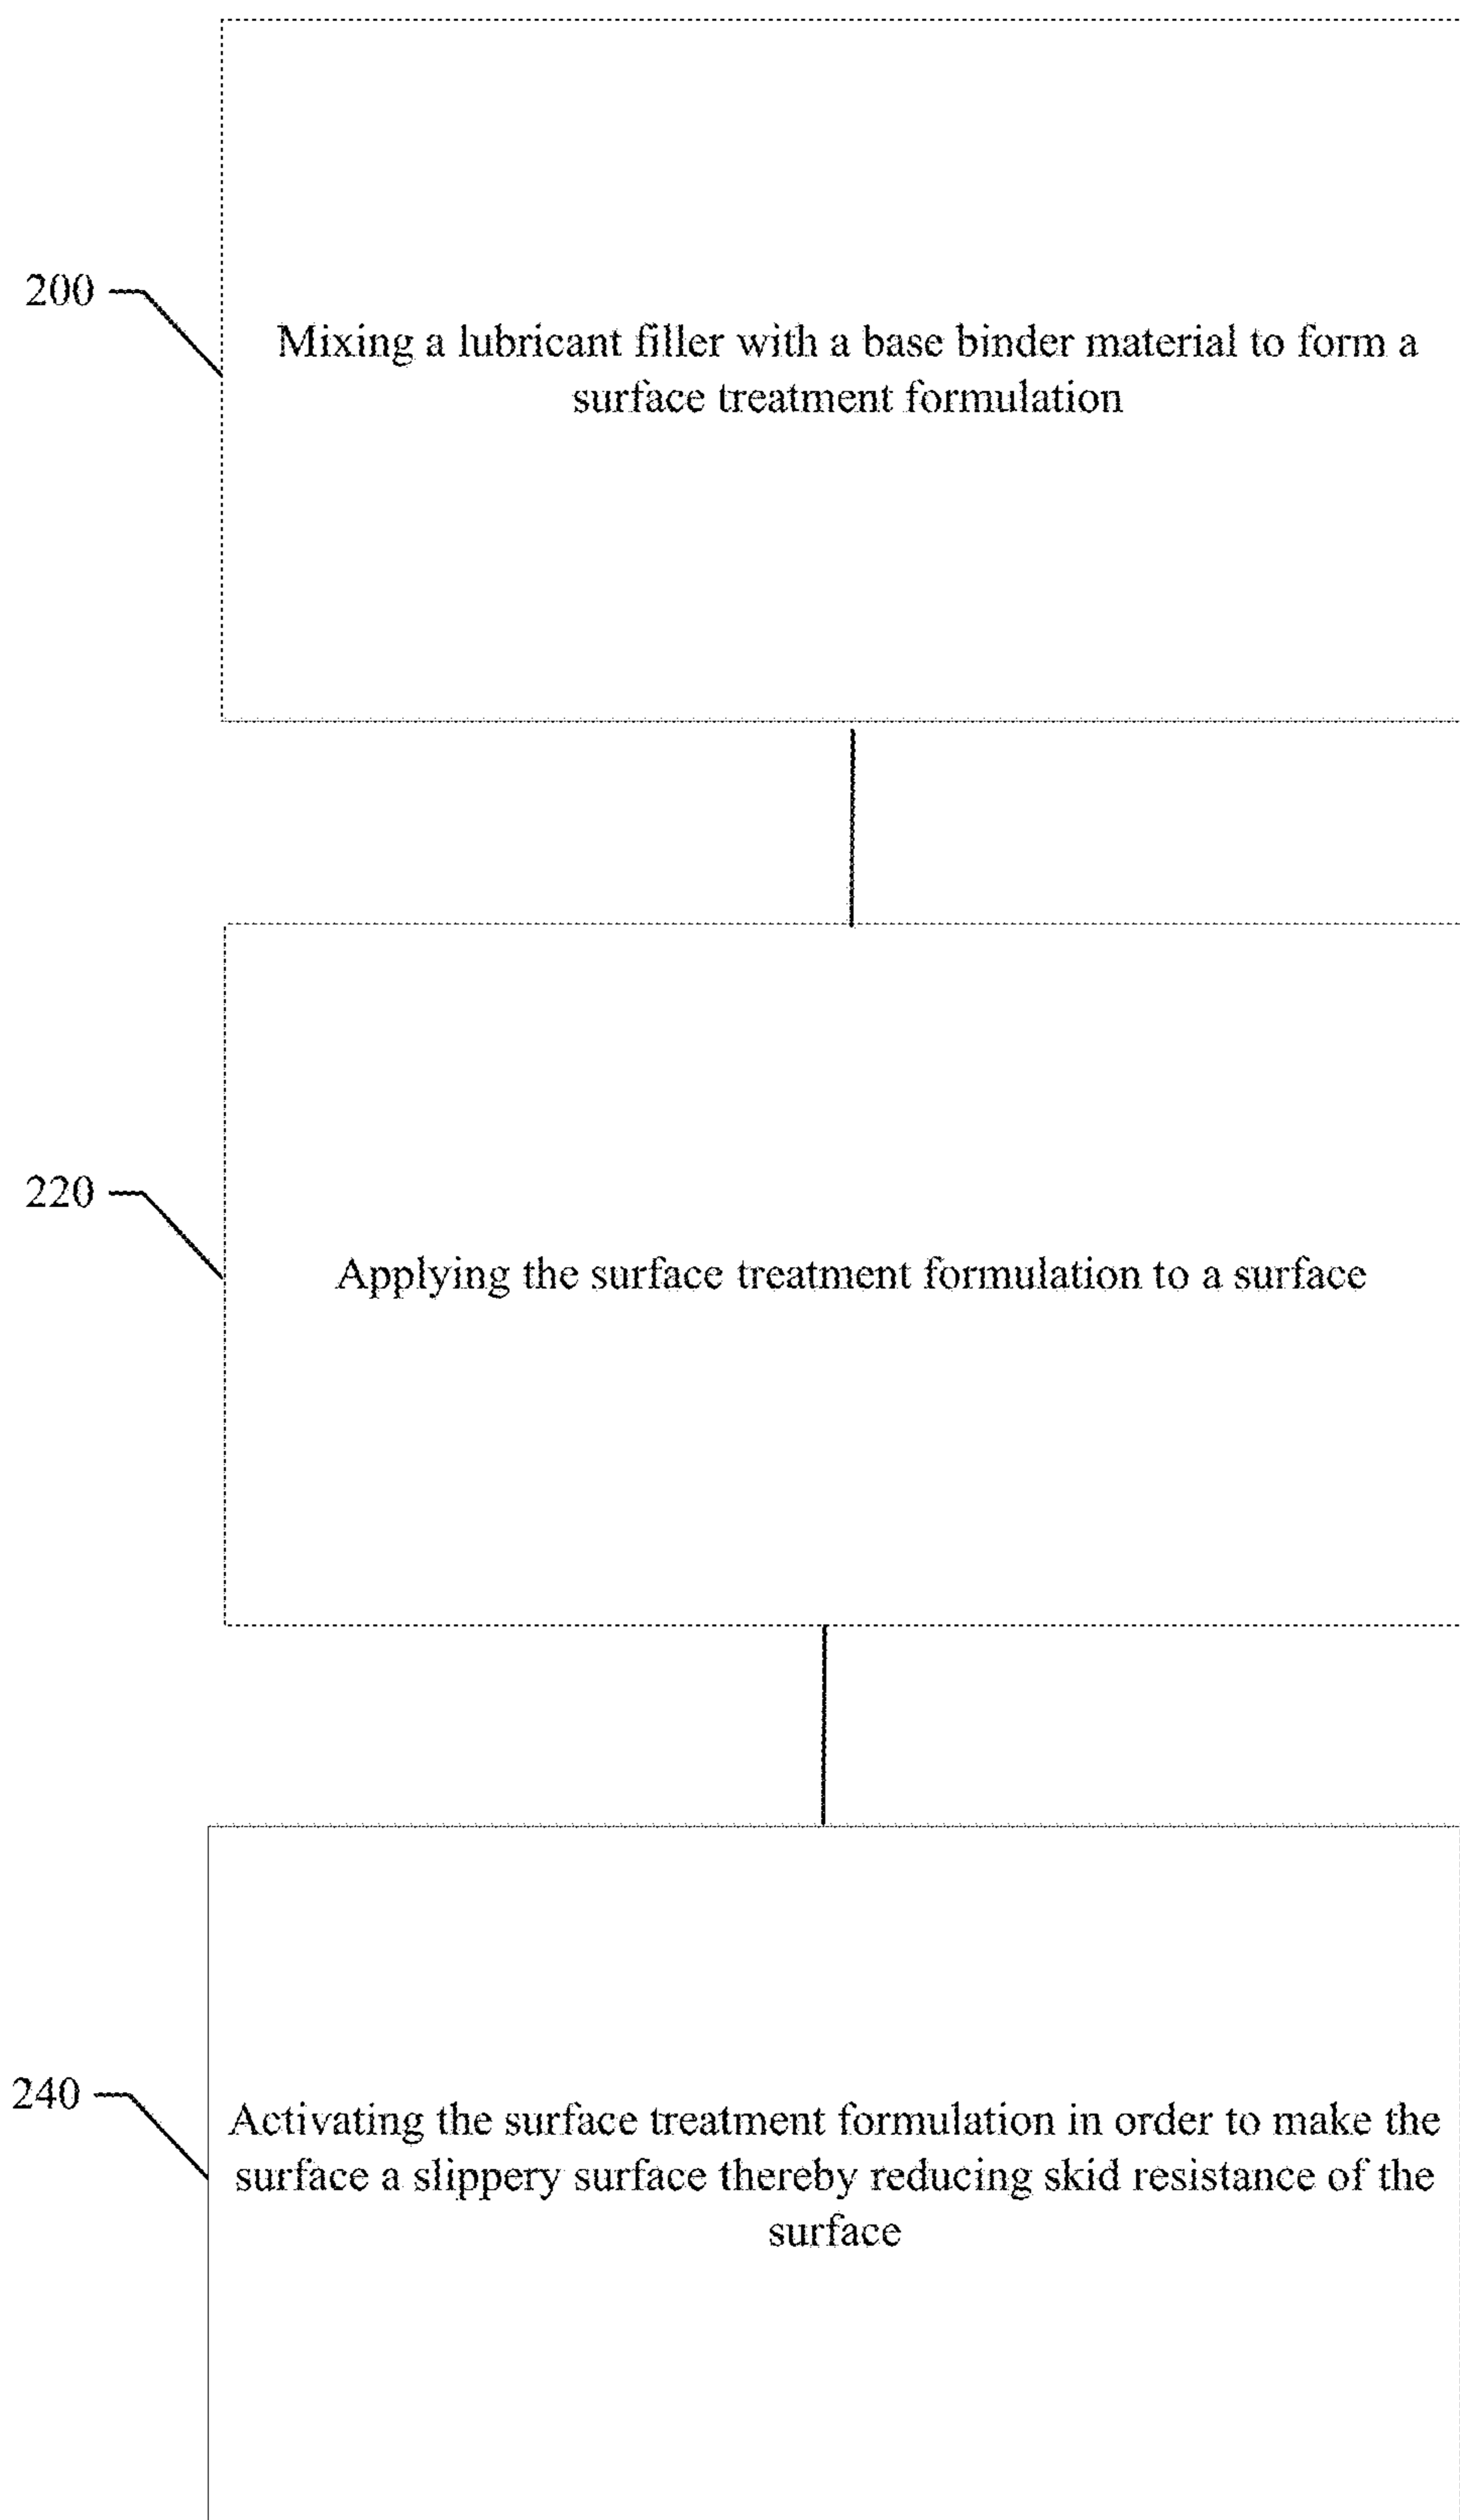 200
Mixing a lubricant filler with a base binder material to form a
surface treatment formulation
220
Applying the surface treatment formulation to a surface
240
Activating the surface treatment formulation in order to make the
surface a slippery surface thereby reducing skid resistance of the
surface